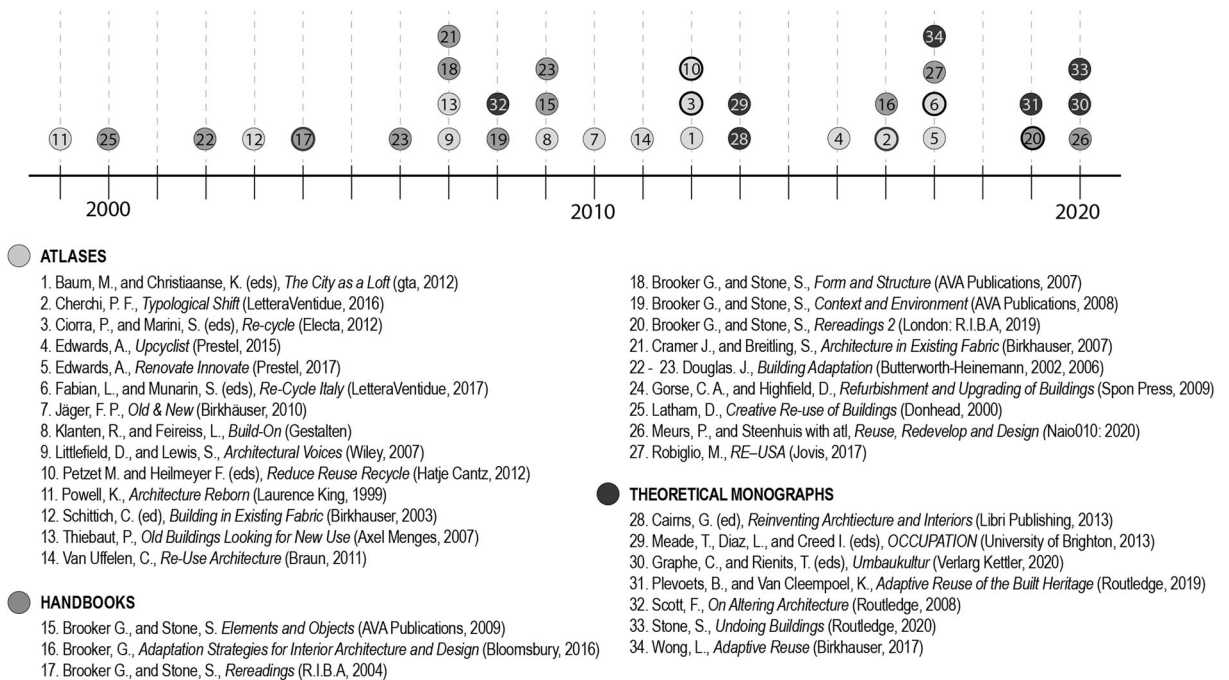 34
21
10
33
18
23
27
13
32
15
3
29
6
16
31
30
11
25
22
12
17
23
9
19
8
7
14
1
28
4
2
5
20
26
2000
2010
2020
ATLASES
1. Baum, M., and Christiaanse, K. (eds), The City as a Loft (gta, 2012)
2. Cherchi, P. F., Typological Shift (LetteraVentidue, 2016)
3. Ciorra, P., and Marini, S. (eds), Re-cycle (Electa, 2012)
4. Edwards, A., Upcyclist (Prestel, 2015)
5. Edwards, A., Renovate Innovate (Prestel, 2017)
6. Fabian, L., and Munarin, S. (eds), Re-Cycle Italy (LetteraVentidue, 2017)
7. Jäger, F. P., Old & New (Birkhäuser, 2010)
8. Klanten, R., and Feireiss, L., Build-On (Gestalten)
9. Littlefield, D., and Lewis, S., Architectural Voices (Wiley, 2007)
10. Petzet M. and Heilmeyer F. (eds), Reduce Reuse Recycle (Hatje Cantz, 2012)
11. Powell, K., Architecture Reborn (Laurence King, 1999)
12. Schittich, C. (ed), Building in Existing Fabric (Birkhauser, 2003)
13. Thiebaut, P., Old Buildings Looking for New Use (Axel Menges, 2007)
14. Van Uffelen, C., Re-Use Architecture (Braun, 2011)
HANDBOOKS
15. Brooker G., and Stone, S. Elements and Objects (AVA Publications, 2009)
16. Brooker, G., Adaptation Strategies for Interior Architecture and Design (Bloomsbury, 2016)
17. Brooker G., and Stone, S., Rereadings (R.I.B.A, 2004)
18. Brooker G., and Stone, S., Form and Structure (AVA Publications, 2007)
19. Brooker G., and Stone, S., Context and Environment (AVA Publications, 2008)
20. Brooker G., and Stone, S., Rereadings 2 (London: R.I.B.A, 2019)
21. Cramer J., and Breitling, S., Architecture in Existing Fabric (Birkhauser, 2007)
22 - 23. Douglas. J., Building Adaptation (Butterworth-Heinemann, 2002, 2006)
24. Gorse, C. A., and Highfield, D., Refurbishment and Upgrading of Buildings (Spon Press, 2009)
25. Latham, D., Creative Re-use of Buildings (Donhead, 2000)
26. Meurs, P., and Steenhuis with atl, Reuse, Redevelop and Design (Naio010: 2020)
27. Robiglio, M., RE–USA (Jovis, 2017)
THEORETICAL MONOGRAPHS
28. Cairns, G. (ed), Reinventing Archtiecture and Interiors (Libri Publishing, 2013)
29. Meade, T., Diaz, L., and Creed I. (eds), OCCUPATION (University of Brighton, 2013)
30. Graphe, C., and Rienits, T. (eds), Umbaukultur (Verlarg Kettler, 2020)
31. Plevoets, B., and Van Cleempoel, K., Adaptive Reuse of the Built Heritage (Routledge, 2019)
32. Scott, F., On Altering Architecture (Routledge, 2008)
33. Stone, S., Undoing Buildings (Routledge, 2020)
34. Wong, L., Adaptive Reuse (Birkhauser, 2017)